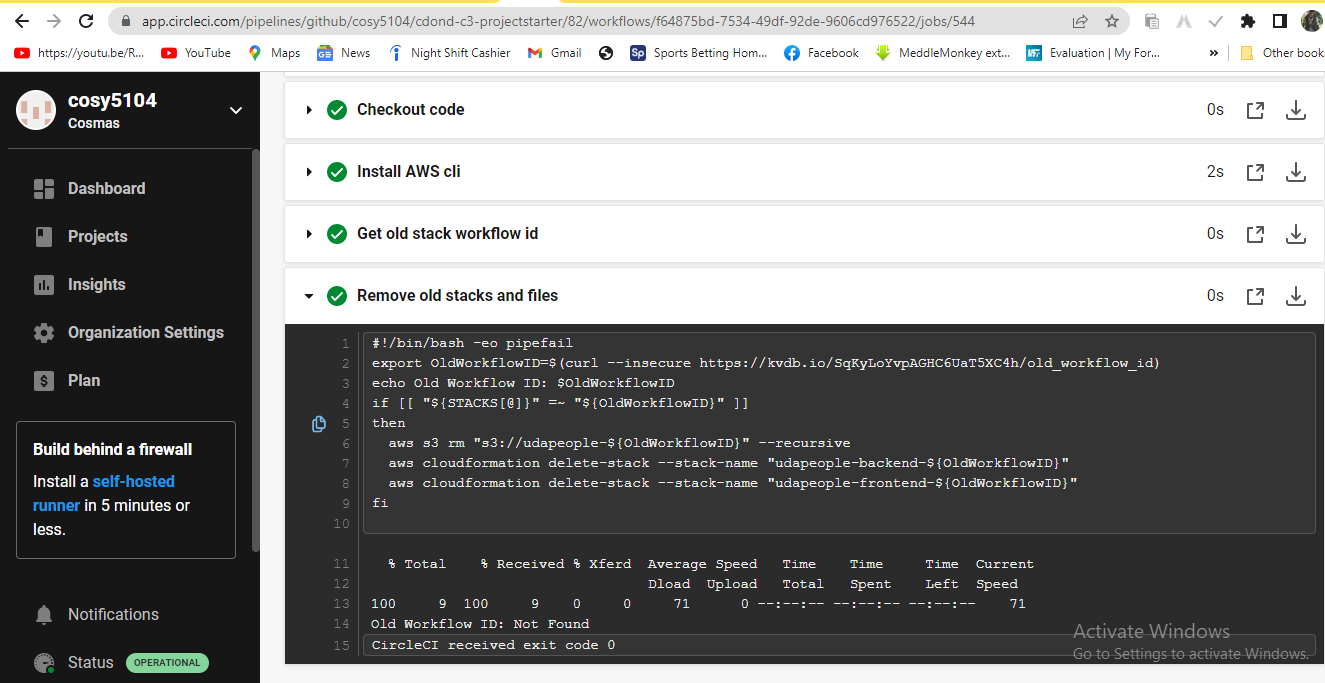 app.circleci.com/pipelines/github/cosy5104/cdond-c3-projectstarter/82/workflows/f64875bd-7534-49df-92de-9606cd976522/jobs/544
https://youtu.be/R... YouTube Maps News Night Shift Cashier Gmail Sp Sports Betting Hom... Facebook MeddleMonkey ext... Evaluation | My For... » Other book
cosy5104
Cosmas
Dashboard
Projects
Insights
Organization Settings
Plan
Build behind a firewall
Install a self-hosted
runner in 5 minutes or
less.
Notifications
Status OPERATIONAL
Checkout code 0s
Install AWS cli 2s
Get old stack workflow id 0s
Remove old stacks and files 0s
1 #!/bin/bash -eo pipefail
2 export OldWorkflowID=$(curl --insecure https://kvdb.io/SqKyLoYvpAGHC6UaT5XC4h/old_workflow_id)
3 echo Old Workflow ID: $OldWorkflowID
4 if [[ "${STACKS[@]}" =~ "${OldWorkflowID}" ]]
5 then
6   aws s3 rm "s3://udapeople-${OldWorkflowID}" --recursive
7   aws cloudformation delete-stack --stack-name "udapeople-backend-${OldWorkflowID}"
8   aws cloudformation delete-stack --stack-name "udapeople-frontend-${OldWorkflowID}"
9 fi
10
11   % Total    % Received % Xferd  Average Speed   Time    Time     Time  Current
12                                  Dload  Upload   Total   Spent    Left  Speed
13 100     9  100     9    0     0     71      0 --:--:-- --:--:-- --:--:--    71
14 Old Workflow ID: Not Found
15 CircleCI received exit code 0
Activate Windows
Go to Settings to activate Windows.